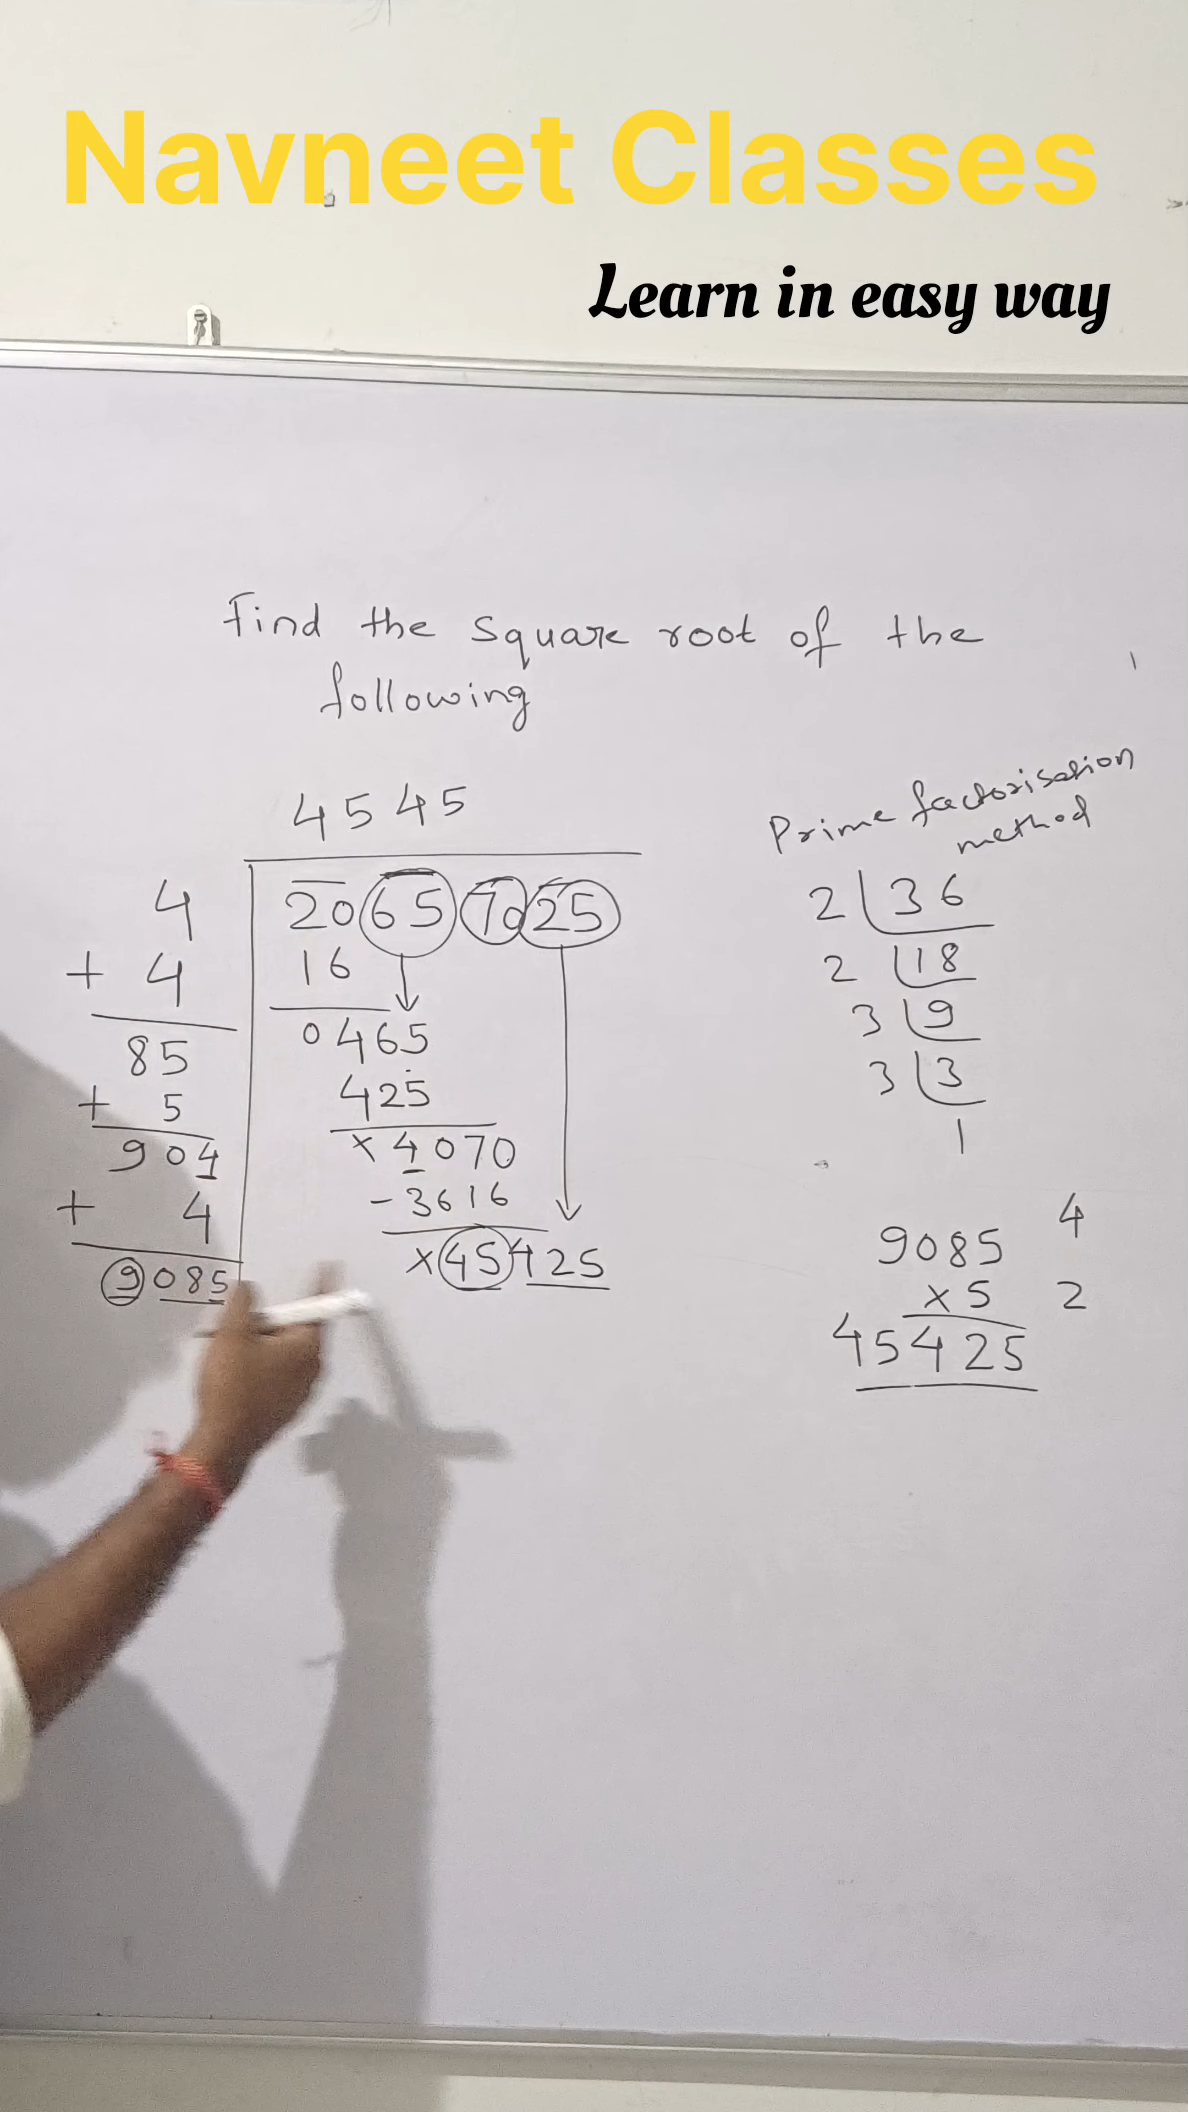 Navneet Classes
Learn in easy way
Find the square root of the
following
4545
4
20 65 70 25
+ 4
16
85
0465
+ 5
425
904
x 4070
+ 4
- 3616
9085
x 45425
Prime factorisation
method
2 36
2 18
3 9
3 3
1
9085 4
x 5 2
45425